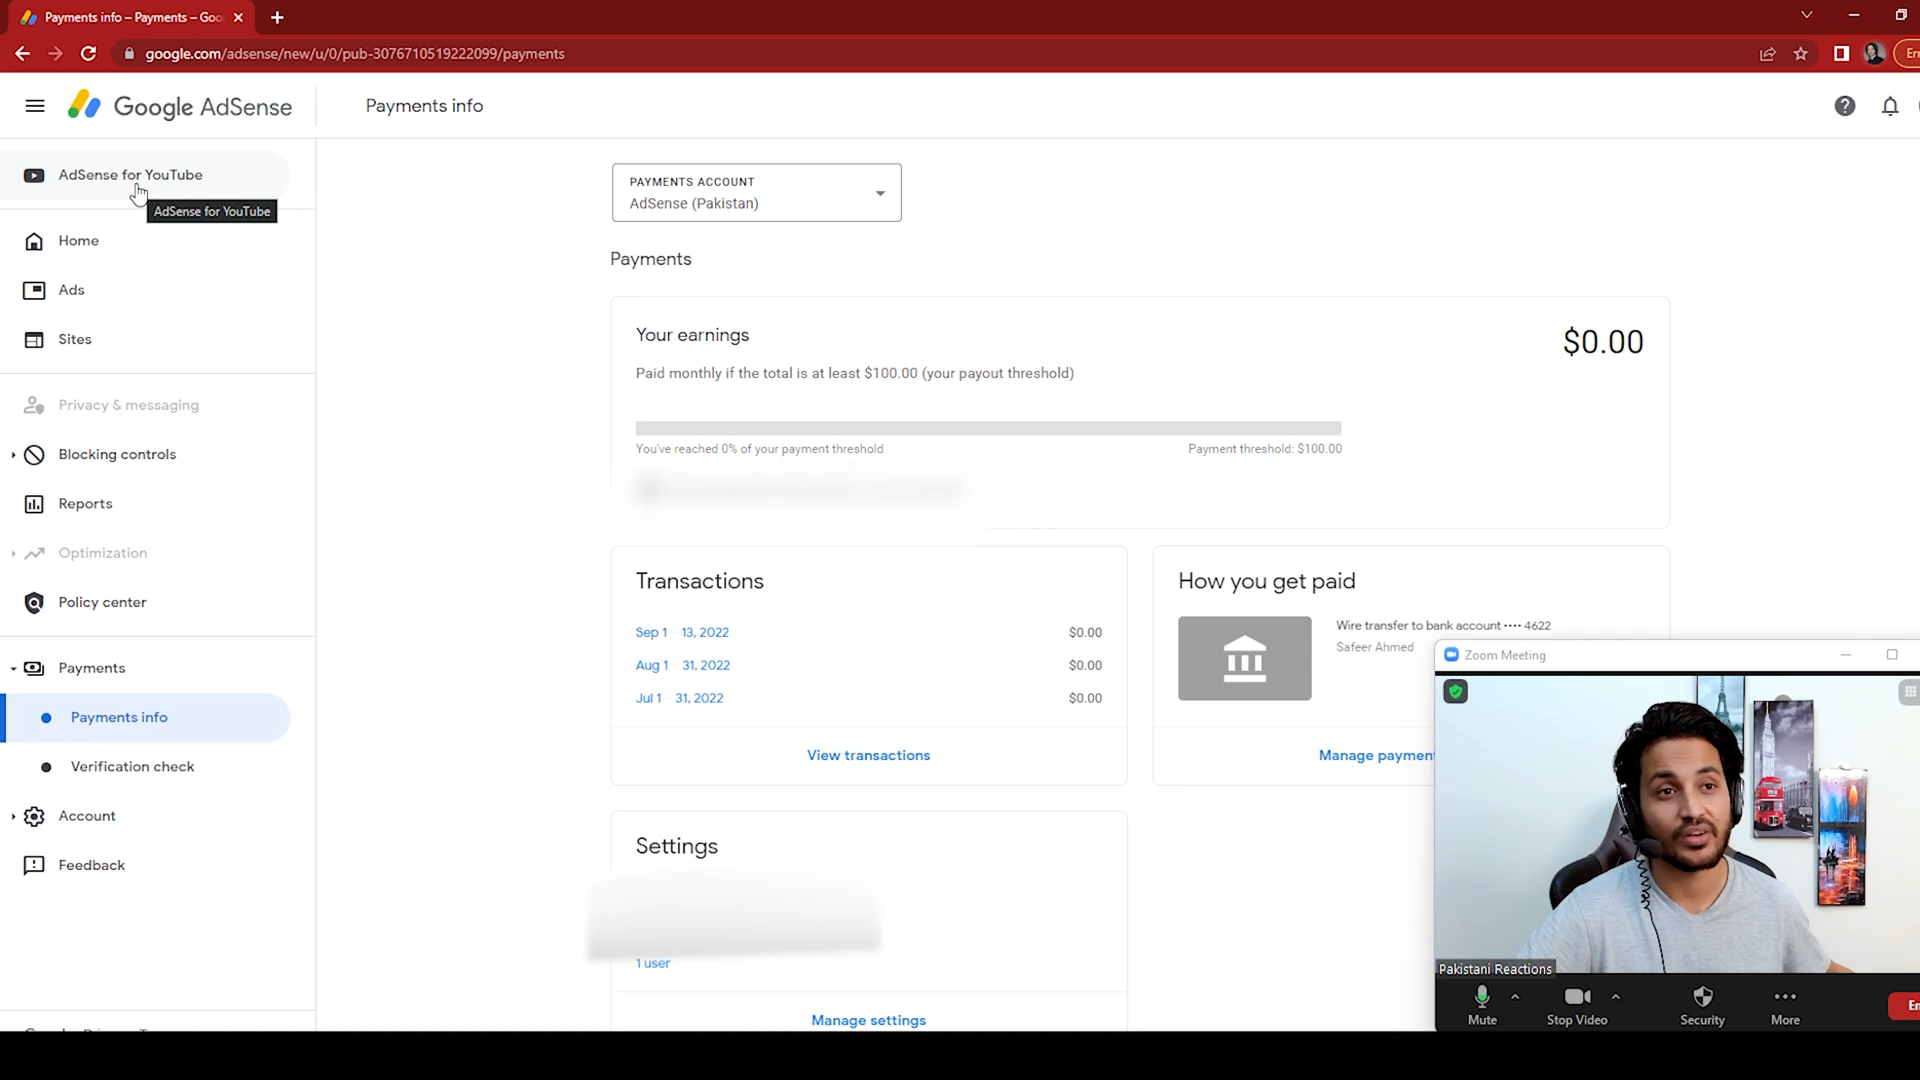 Payments info – Payments – Goo
google.com/adsense/new/u/0/pub-3076710519222099/payments
Google AdSense
Payments info
AdSense for YouTube
AdSense for YouTube
Home
Ads
Sites
Privacy & messaging
Blocking controls
Reports
Optimization
Policy center
Payments
Payments info
Verification check
Account
Feedback
PAYMENTS ACCOUNT
AdSense (Pakistan)
Payments
Your earnings
$0.00
Paid monthly if the total is at least $100.00 (your payout threshold)
You've reached 0% of your payment threshold
Payment threshold: $100.00
Transactions
Sep 1 13, 2022 $0.00
Aug 1 31, 2022 $0.00
Jul 1 31, 2022 $0.00
View transactions
How you get paid
Wire transfer to bank account •••• 4622
Safeer Ahmed
Manage payment
Settings
1 user
Manage settings
Zoom Meeting
Pakistani Reactions
Mute
Stop Video
Security
More